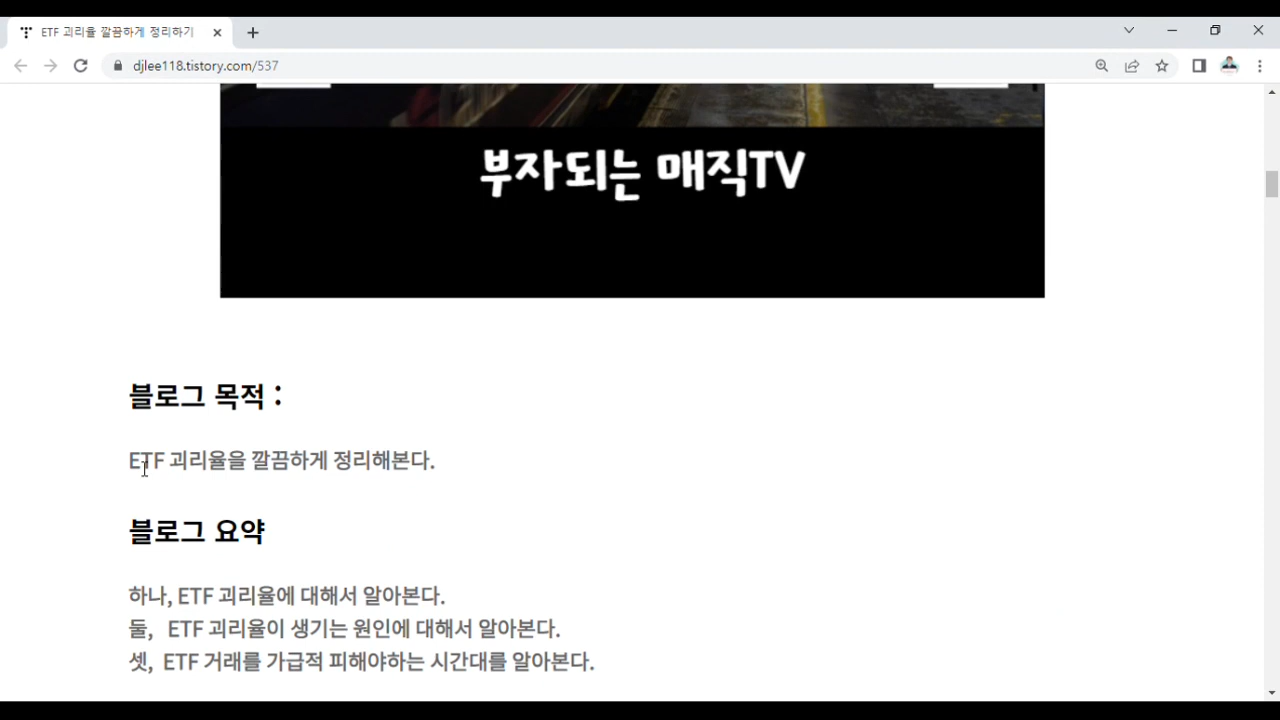 ETF 괴리율 깔끔하게 정리하기
djlee118.tistory.com/537
부자되는 매직TV
블로그 목적 :
ETF 괴리율을 깔끔하게 정리해본다.
블로그 요약
하나, ETF 괴리율에 대해서 알아본다.
둘, ETF 괴리율이 생기는 원인에 대해서 알아본다.
셋, ETF 거래를 가급적 피해야하는 시간대를 알아본다.